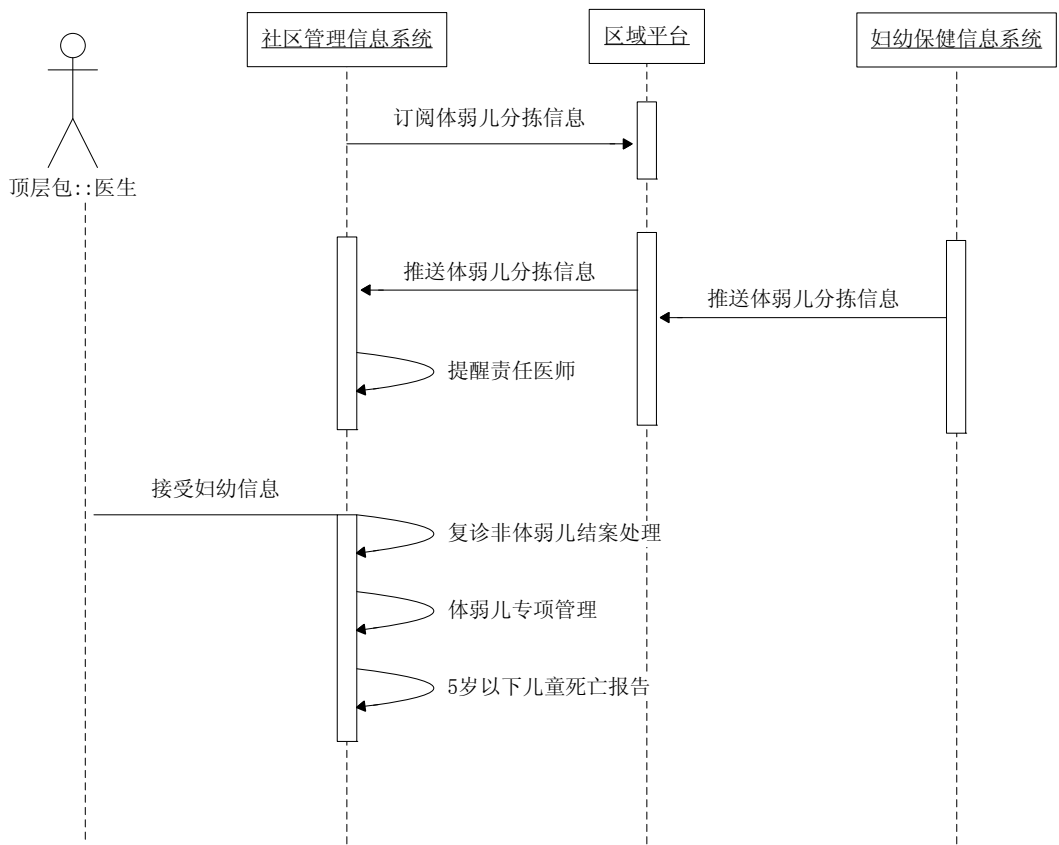 社区管理信息系统
区域平台
妇幼保健信息系统
订阅体弱儿分拣信息
顶层包::医生
推送体弱儿分拣信息
推送体弱儿分拣信息
提醒责任医师
接受妇幼信息
复诊非体弱儿结案处理
体弱儿专项管理
5岁以下儿童死亡报告